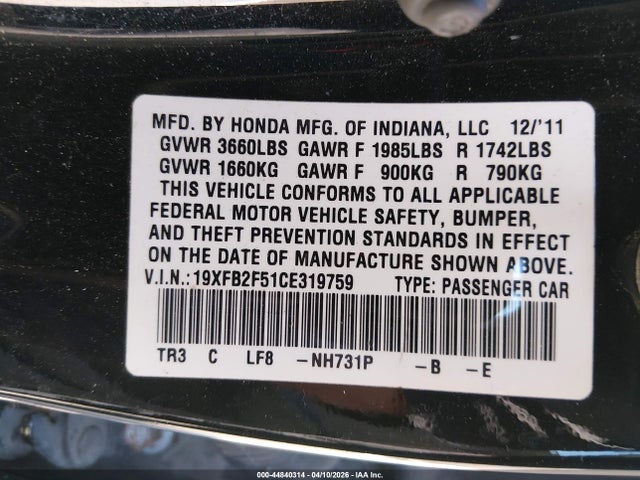 MFD. BY HONDA MFG. OF INDIANA, LLC 12/'11
GVWR 3660LBS GAWR F 1985LBS R 1742LBS
GVWR 1660KG GAWR F 900KG R 790KG
THIS VEHICLE CONFORMS TO ALL APPLICABLE
FEDERAL MOTOR VEHICLE SAFETY, BUMPER,
AND THEFT PREVENTION STANDARDS IN EFFECT
ON THE DATE OF MANUFACTURE SHOWN ABOVE.
V.I.N.:19XFB2F51CE319759 TYPE: PASSENGER CAR
TR3 C LF8 -NH731P -B -E
000-44840314 - 04/10/2026 - IAA Inc.